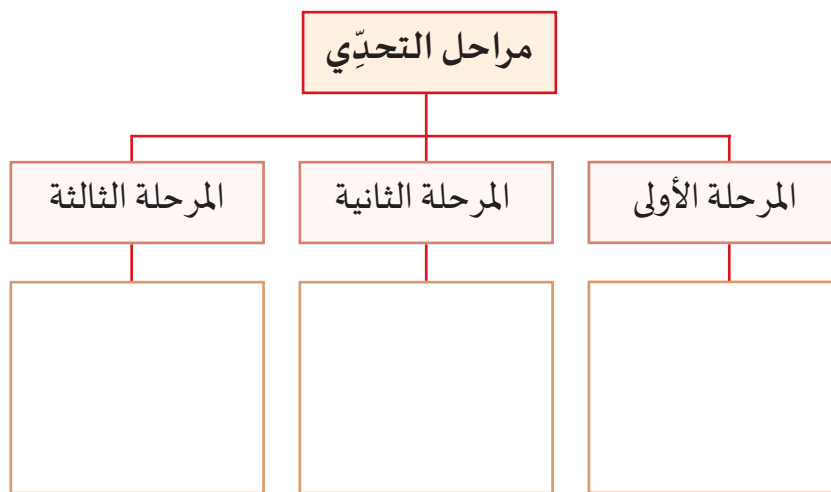 مراحل التحدِّي
المرحلة الأولى
المرحلة الثانية
المرحلة الثالثة